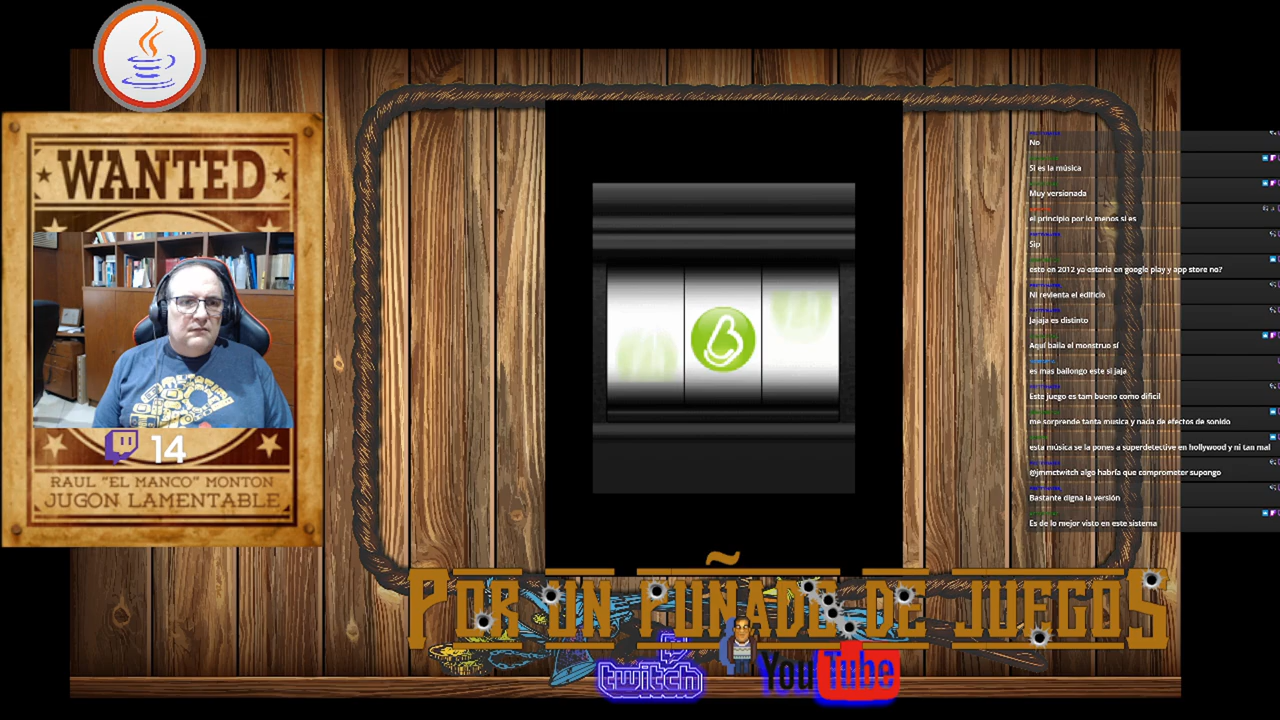 WANTED
14
RAUL "EL MANCO" MONTON
JUGON LAMENTABLE
No
Si es la música
Muy versionada
el principio por lo menos si es
Sip
esto en 2012 ya estaria en google play y app store no?
Ni revienta el edificio
Jajaja es distinto
Aquí baila el monstruo sí
es mas bailongo este si jaja
Este juego es tam bueno como dificil
me sorprende tanta musica y nada de efectos de sonido
esta música se la pones a superdetective en hollywood y ni tan mal
@jmmctwitch algo habría que comprometer supongo
Bastante digna la versión
Es de lo mejor visto en este sistema
POR UN PUÑADO DE JUEGOS
twitch
YouTube